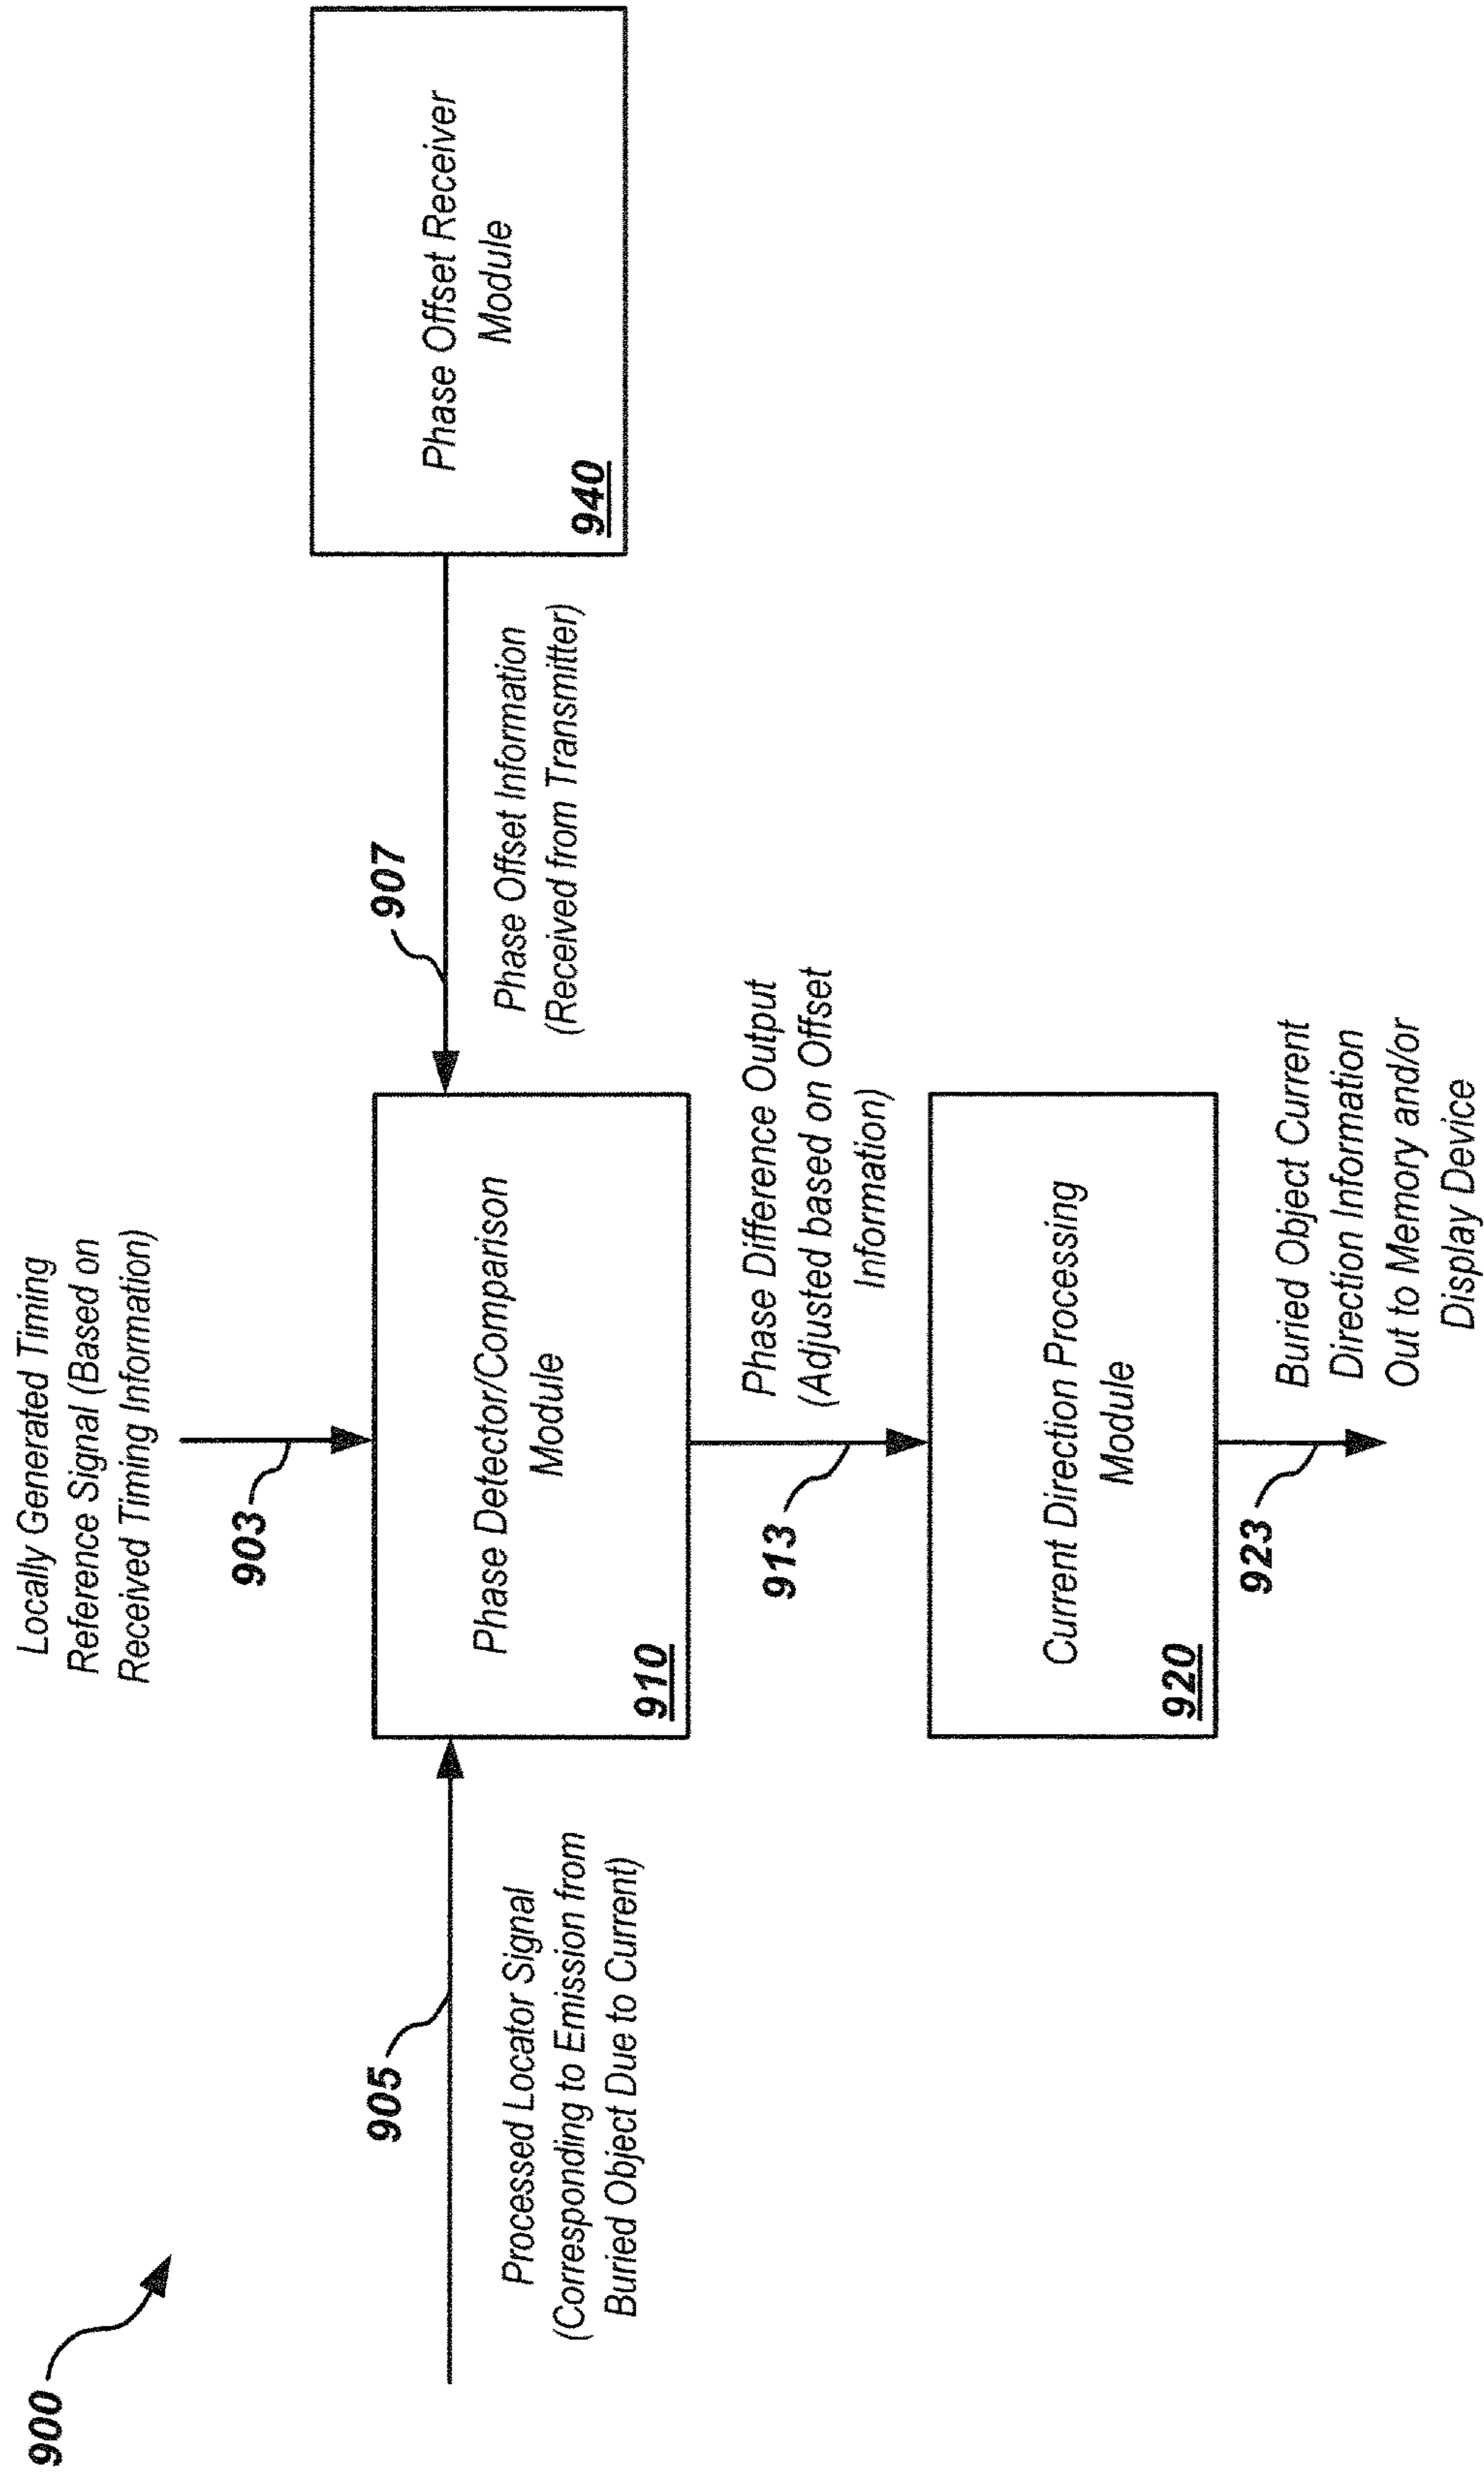 900
Locally Generated Timing
Reference Signal (Based on
Received Timing Information)
903
905
Processed Locator Signal
(Corresponding to Emission from
Buried Object Due to Current)
Phase Detector/Comparison
Module
910
907
Phase Offset Information
(Received from Transmitter)
Phase Offset Receiver
Module
940
913
Phase Difference Output
(Adjusted based on Offset
Information)
Current Direction Processing
Module
920
923
Buried Object Current
Direction Information
Out to Memory and/or
Display Device